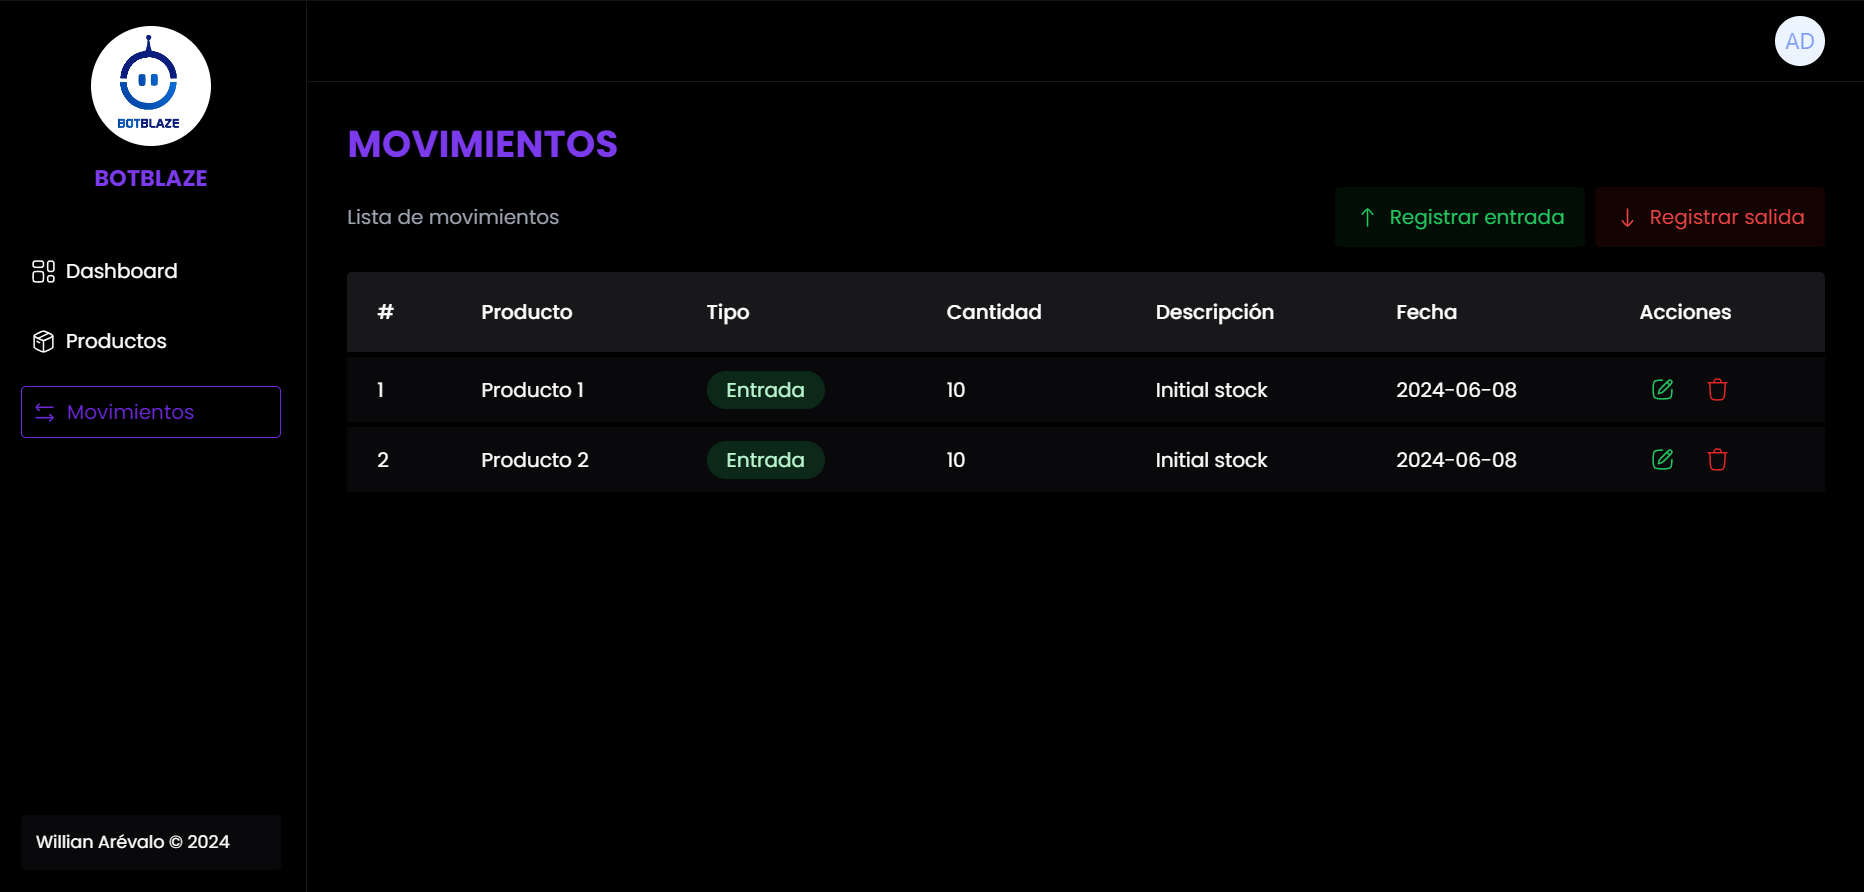 BOTBLAZE
BOTBLAZE
Dashboard
Productos
Movimientos
Willian Arévalo © 2024
AD
MOVIMIENTOS
Lista de movimientos
Registrar entrada
Registrar salida
# Producto Tipo Cantidad Descripción Fecha Acciones
1 Producto 1 Entrada 10 Initial stock 2024-06-08
2 Producto 2 Entrada 10 Initial stock 2024-06-08